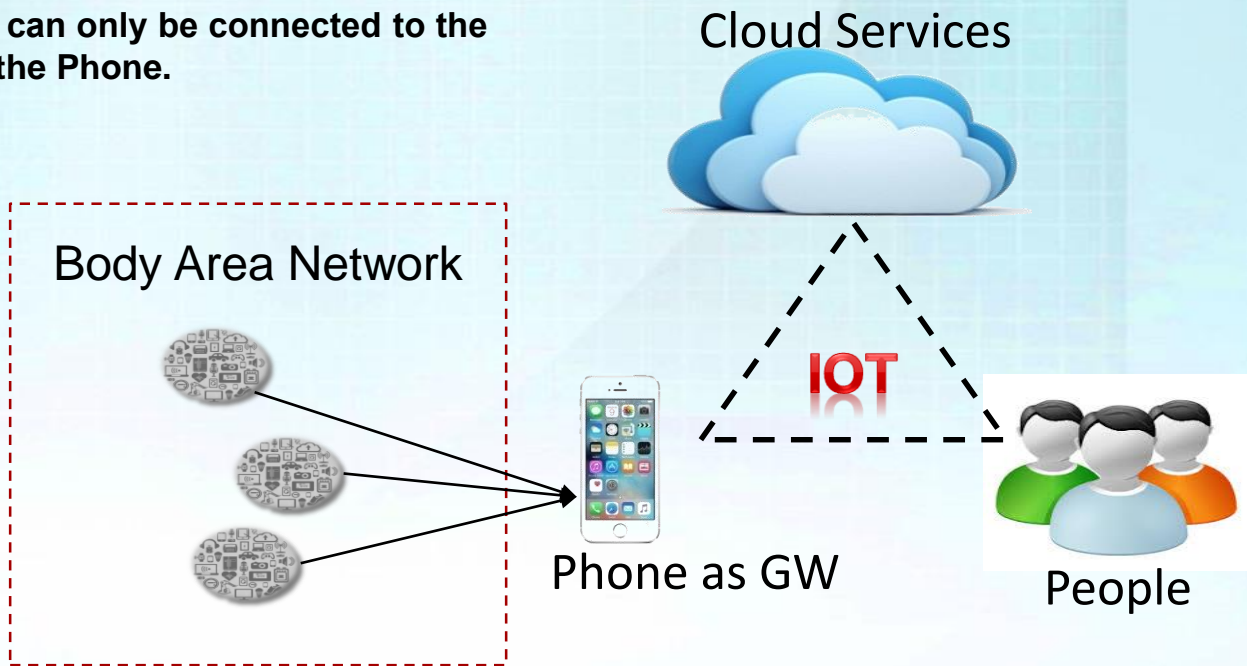 can only be connected to the
the Phone.
Cloud Services
Body Area Network
IOT
Phone as GW
People